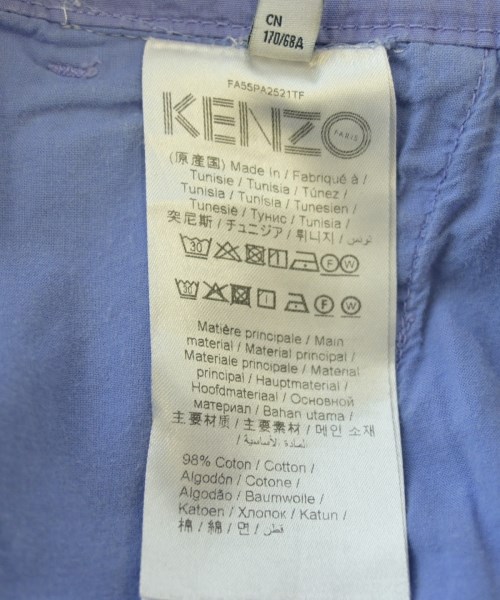 CN
170/68A
FA55PA2521TF
KENZO
PARIS
(原産国) Made in / Fabriqué à /
Tunisie / Tunisia / Túnez /
Tunísia / Tunisia / Tunesien /
Tunesië / Тунис / Tunisia /
突尼斯 / チュニジア / 튀니지 / تونس
30 F W
30 F W
Matière principale / Main
material / Material principal /
Materiale principale / Material
principal / Hauptmaterial /
Hoofdmateriaal / Основной
материал / Bahan utama /
主要材质 / 主要素材 / 메인 소재
/ المادة الأساسية
98% Coton / Cotton /
Algodón / Cotone /
Algodão / Baumwolle /
Katoen / Хлопок / Katun /
棉 / 綿 / 면 / قطن